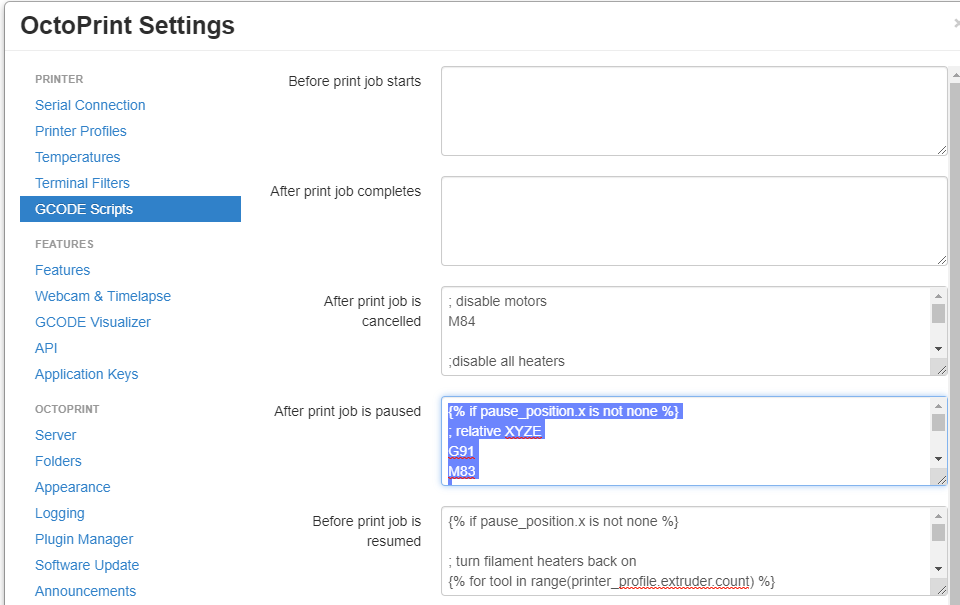 OctoPrint Settings
×
PRINTER
Serial Connection
Printer Profiles
Temperatures
Terminal Filters
GCODE Scripts
FEATURES
Features
Webcam & Timelapse
GCODE Visualizer
API
Application Keys
OCTOPRINT
Server
Folders
Appearance
Logging
Plugin Manager
Software Update
Announcements
Before print job starts
After print job completes
After print job is
cancelled
; disable motors
M84
;disable all heaters
After print job is paused
{% if pause_position.x is not none %}
; relative XYZE
G91
M83
Before print job is
resumed
{% if pause_position.x is not none %}
; turn filament heaters back on
{% for tool in range(printer_profile.extruder.count) %}